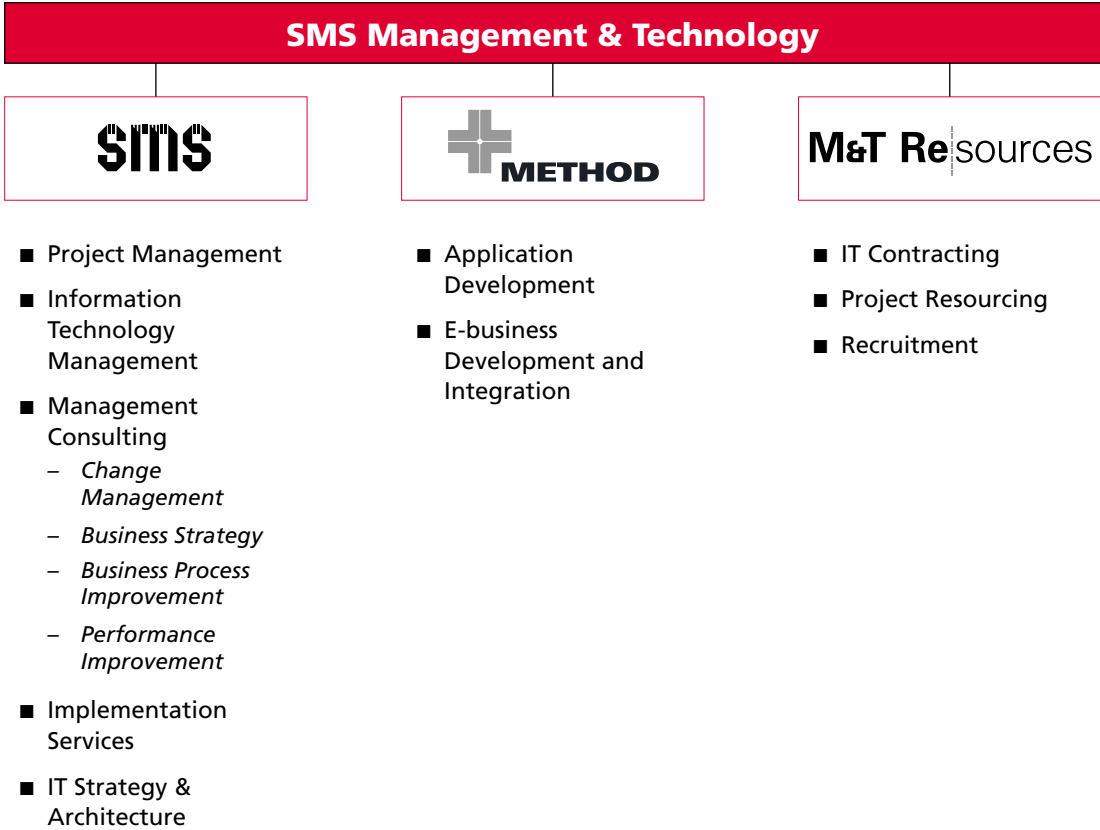 SMS Management & Technology
sms
METHOD
M&T Resources
■ Project Management
■ Information
Technology
Management
■ Management
Consulting
– Change
Management
– Business Strategy
– Business Process
Improvement
– Performance
Improvement
■ Implementation
Services
■ IT Strategy &
Architecture
■ Application
Development
■ E-business
Development and
Integration
■ IT Contracting
■ Project Resourcing
■ Recruitment